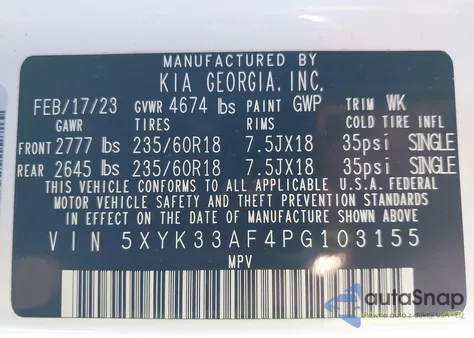 MANUFACTURED BY
KIA GEORGIA, INC.
FEB/17/23 GVWR 4674 lbs PAINT GWP TRIM WK
GAWR TIRES RIMS COLD TIRE INFL
FRONT 2777 lbs 235/60R18 7.5JX18 35psi SINGLE
REAR 2645 lbs 235/60R18 7.5JX18 35psi SINGLE
THIS VEHICLE CONFORMS TO ALL APPLICABLE U.S.A. FEDERAL
MOTOR VEHICLE SAFETY AND THEFT PREVENTION STANDARDS
IN EFFECT ON THE DATE OF MANUFACTURE SHOWN ABOVE.
VIN 5XYK33AF4PG103155
MPV
autoSnap